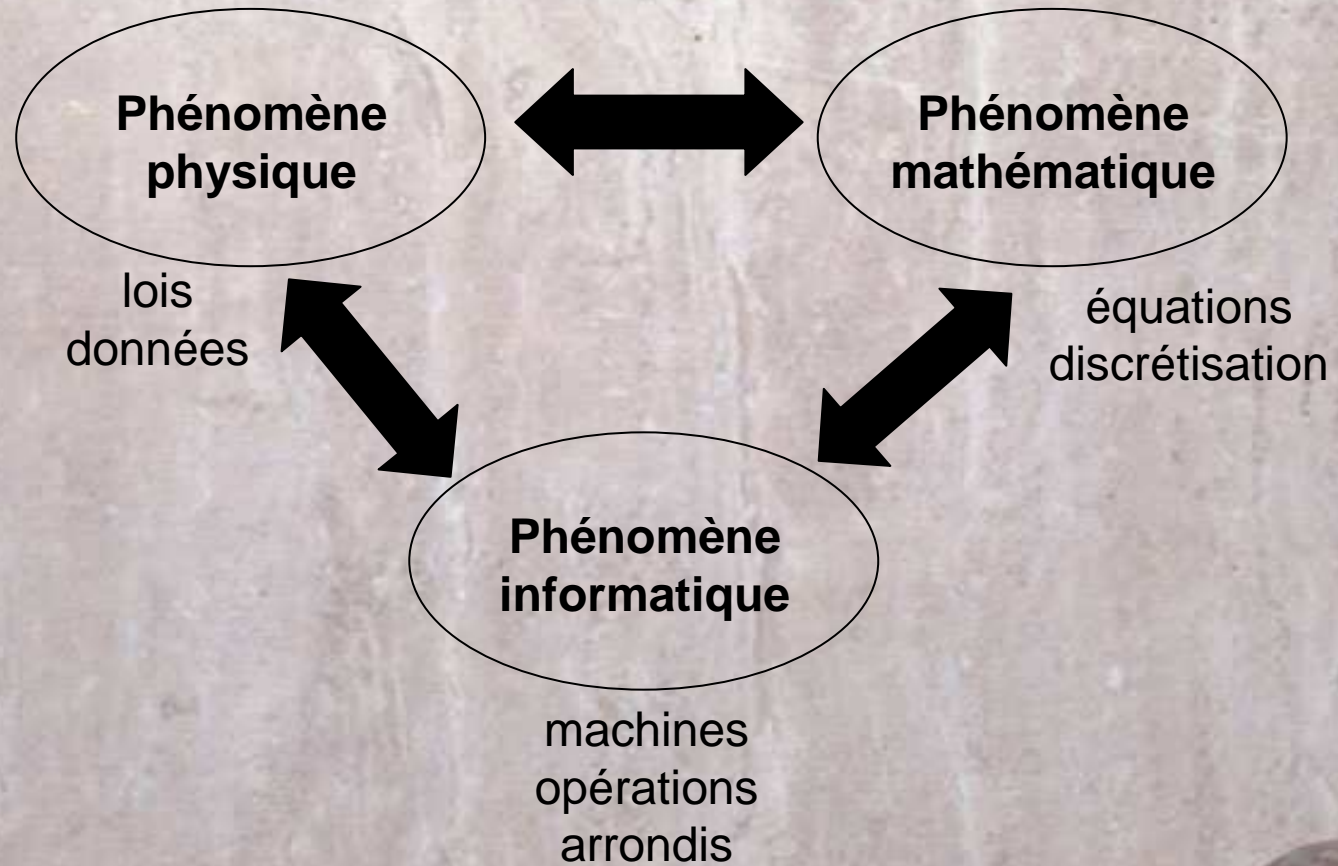 Phénomène
physique
Phénomène
mathématique
lois
données
équations
discrétisation
Phénomène
informatique
machines
opérations
arrondis